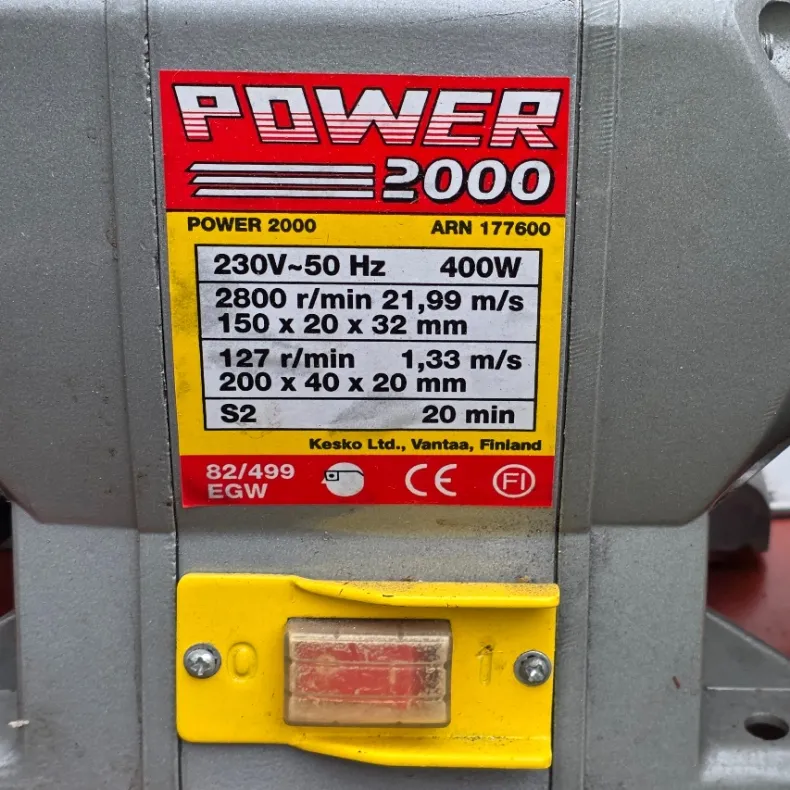 POWER
2000
POWER 2000 ARN 177600
230V~50 Hz 400W
2800 r/min 21,99 m/s
150 x 20 x 32 mm
127 r/min 1,33 m/s
200 x 40 x 20 mm
S2 20 min
Kesko Ltd., Vantaa, Finland
82/499
EGW CE FI
0 1